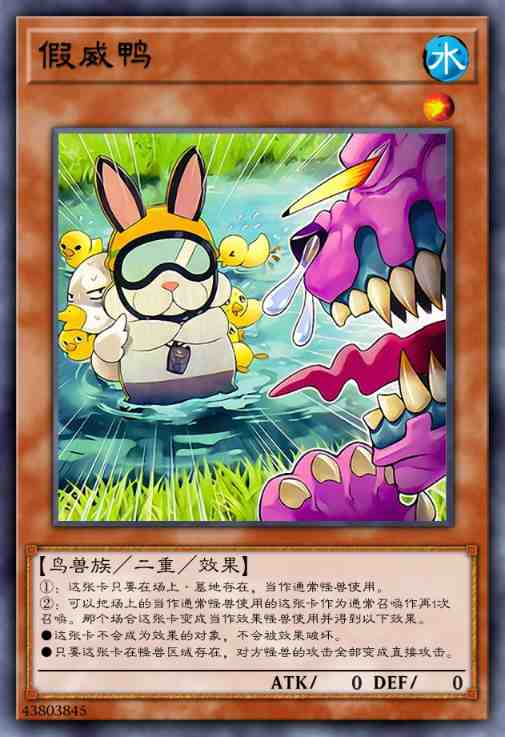 假威鸭
水
【鸟兽族／二重／效果】
①：这张卡只要在场上·墓地存在，当作通常怪兽使用。
②：可以把场上的当作通常怪兽使用的这张卡作为通常召唤作再1次
召唤。那个场合这张卡变成当作效果怪兽使用并得到以下效果。
●这张卡不会成为效果的对象，不会被效果破坏。
●只要这张卡在怪兽区域存在，对方怪兽的攻击全部变成直接攻击。
ATK/ 0 DEF/ 0
43803845